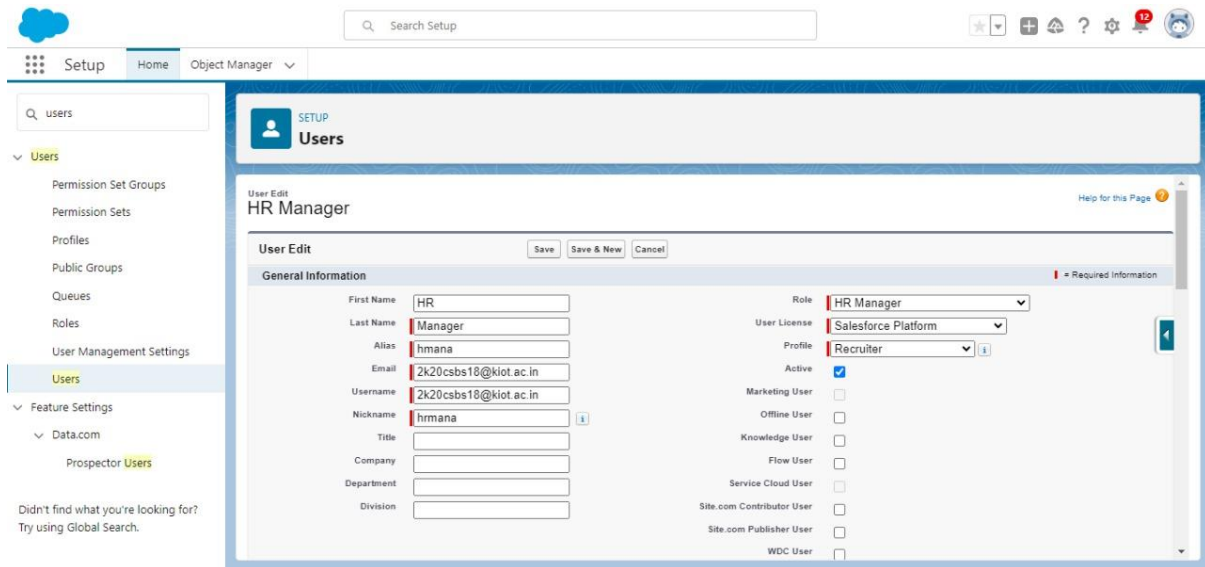 Search Setup
12
Setup
Home
Object Manager
users
Users
Permission Set Groups
Permission Sets
Profiles
Public Groups
Queues
Roles
User Management Settings
Users
Feature Settings
Data.com
Prospector Users
Didn't find what you're looking for?
Try using Global Search.
SETUP
Users
User Edit
HR Manager
Help for this Page
User Edit
Save Save & New Cancel
General Information
= Required Information
First Name HR
Last Name Manager
Alias hmana
Email 2k20csbs18@kiot.ac.in
Username 2k20csbs18@kiot.ac.in
Nickname hrmana
Title
Company
Department
Division
Role HR Manager
User License Salesforce Platform
Profile Recruiter
Active
Marketing User
Offline User
Knowledge User
Flow User
Service Cloud User
Site.com Contributor User
Site.com Publisher User
WDC User